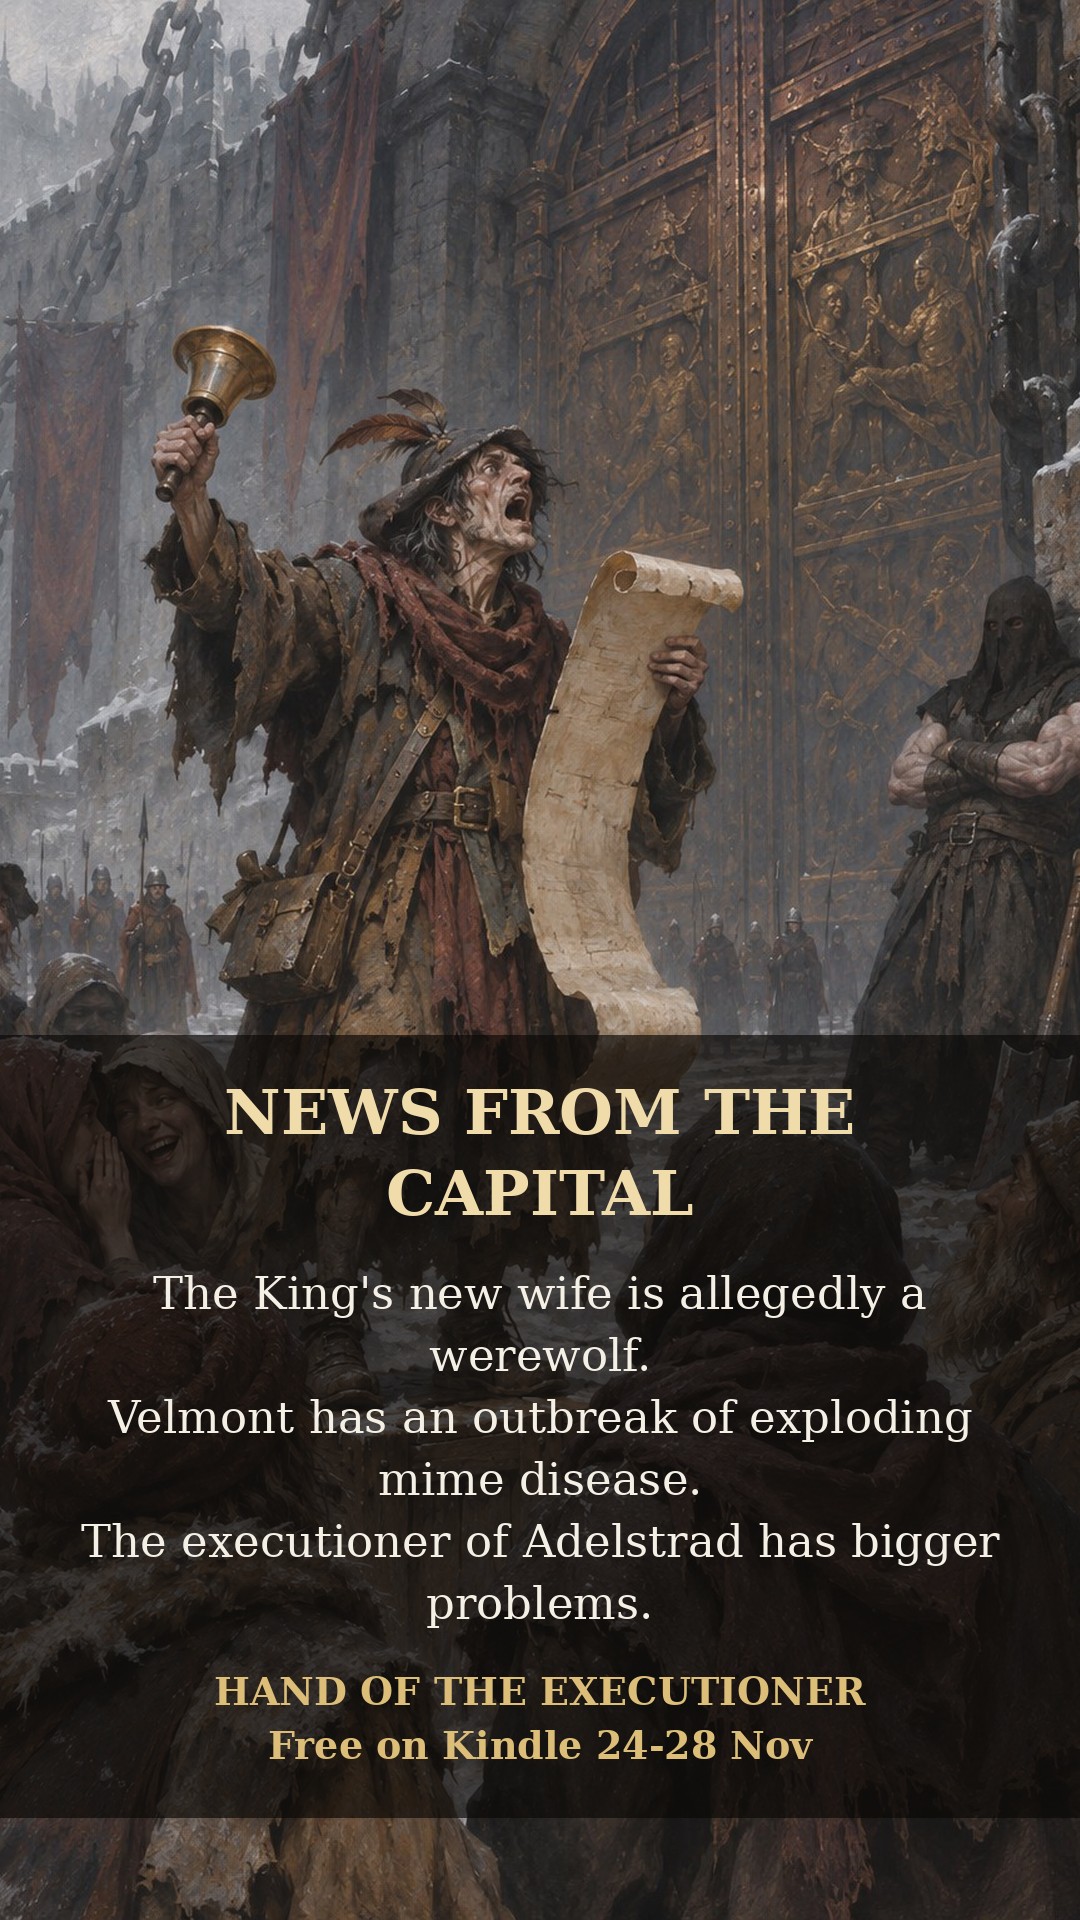 NEWS FROM THE
CAPITAL
The King's new wife is allegedly a
werewolf.
Velmont has an outbreak of exploding
mime disease.
The executioner of Adelstrad has bigger
problems.
HAND OF THE EXECUTIONER
Free on Kindle 24-28 Nov